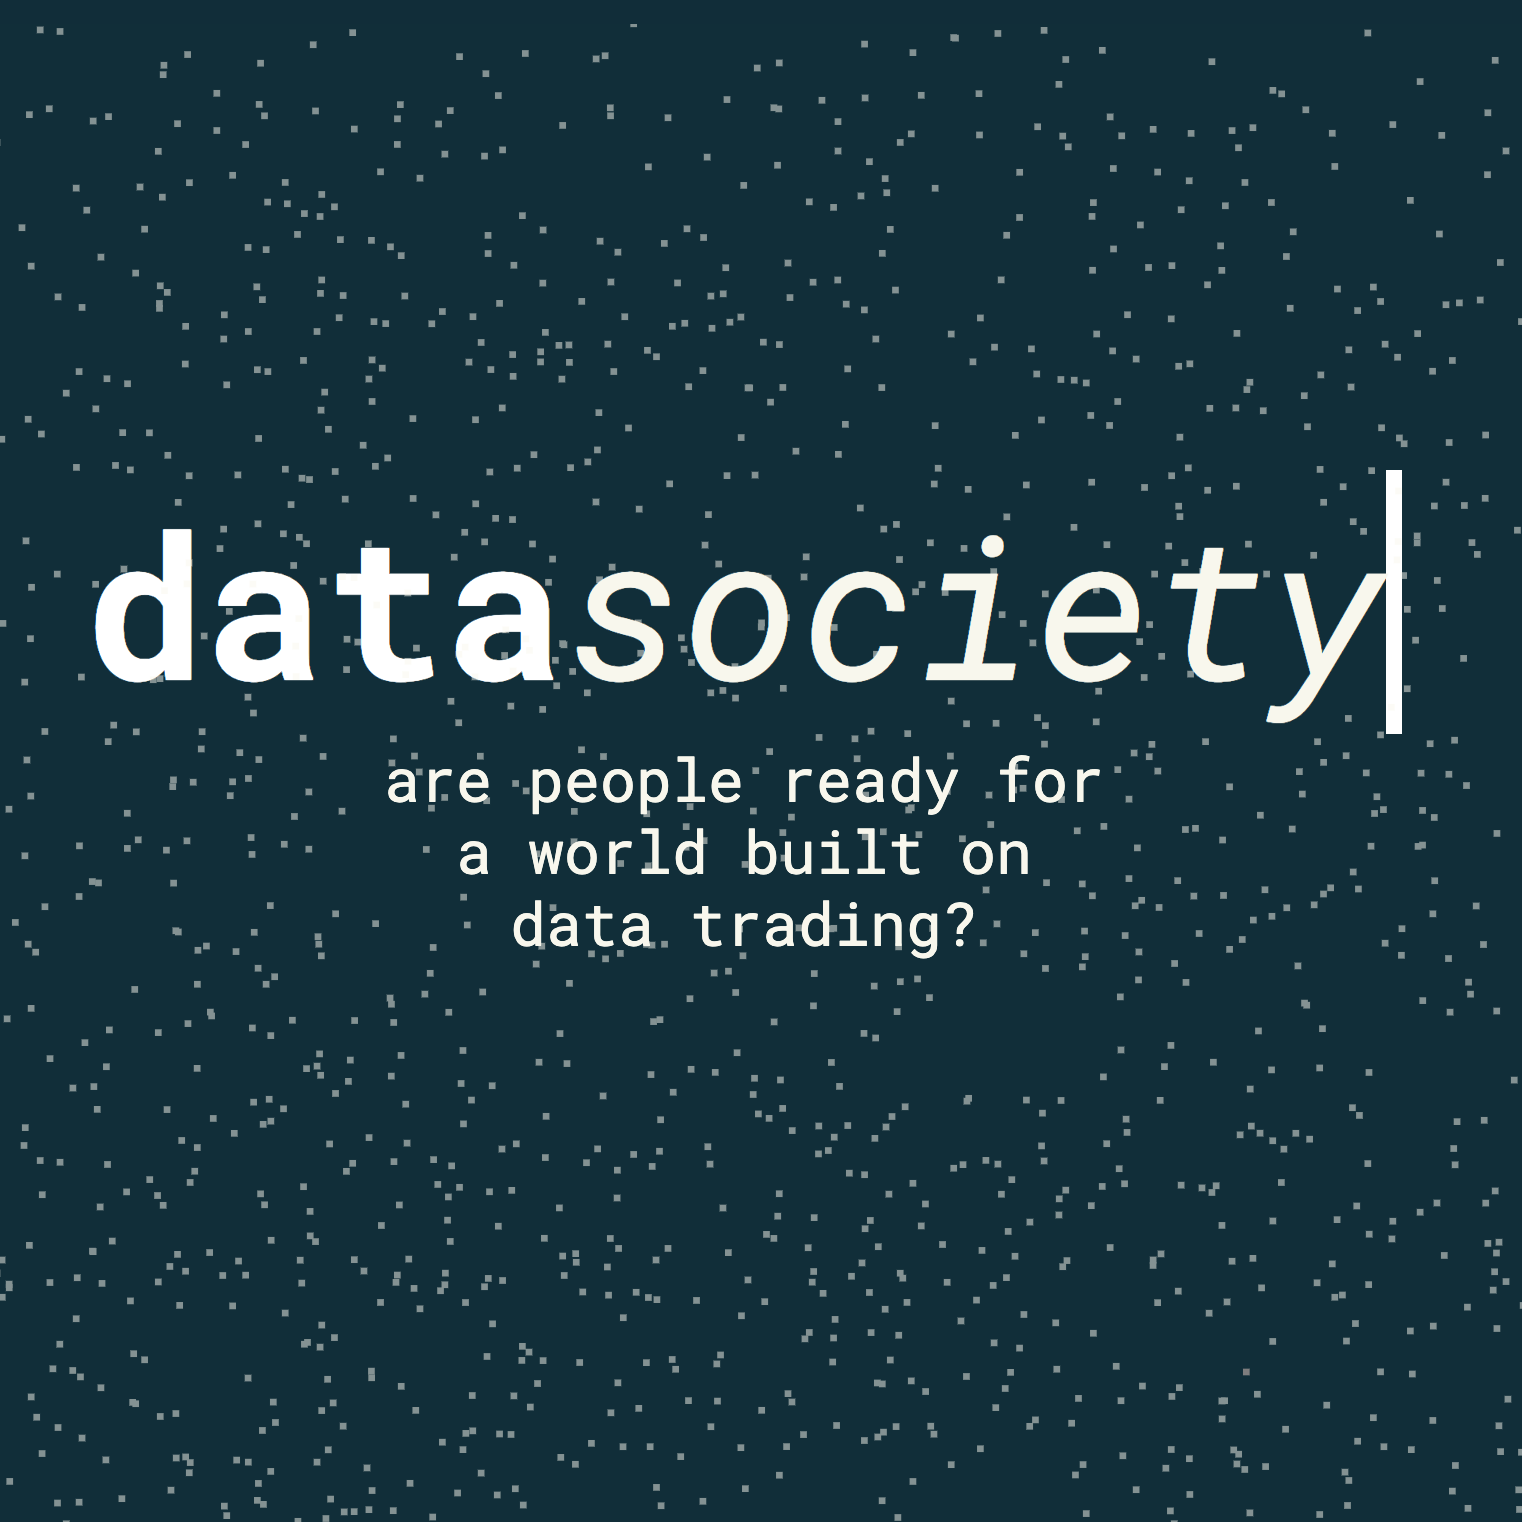 datasociety
are people ready for
a world built on
data trading?